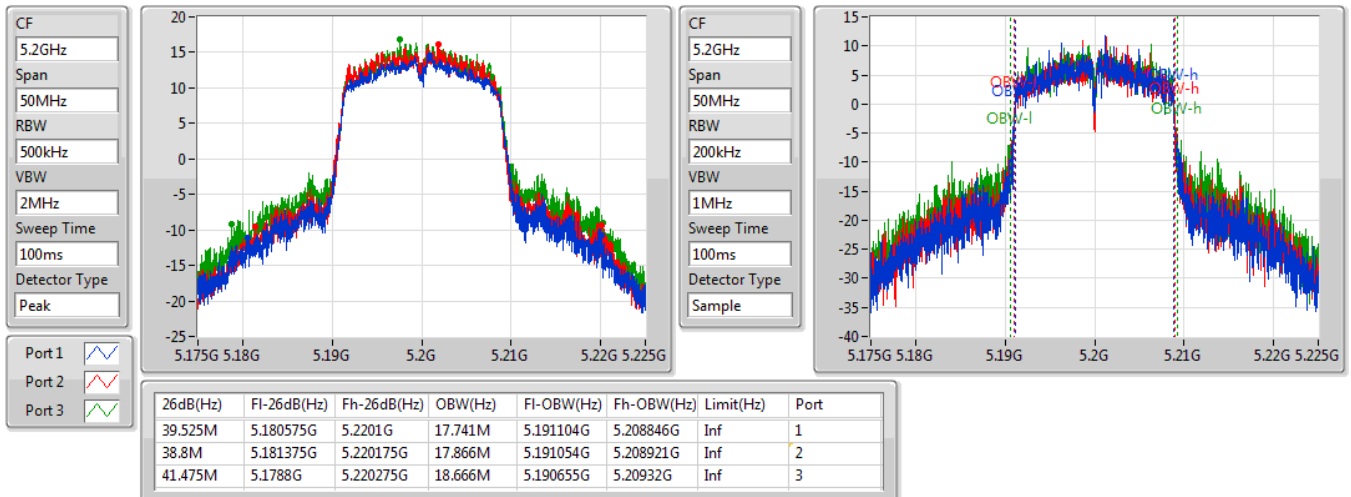 CF
5.2GHz
Span
50MHz
RBW
500kHz
VBW
2MHz
Sweep Time
100ms
Detector Type
Peak
20
15
10
5
0
-5
-10
-15
-20
-25
5.175G 5.18G 5.19G 5.2G 5.21G 5.22G 5.225G
CF
5.2GHz
Span
50MHz
RBW
200kHz
VBW
1MHz
Sweep Time
100ms
Detector Type
Sample
15
10
5
0
-5
-10
-15
-20
-25
-30
-35
-40
OBW-h
OBW-h
OBW-l
OBW-h
5.175G 5.18G 5.19G 5.2G 5.21G 5.22G 5.225G
Port 1
Port 2
Port 3
26dB(Hz) Fl-26dB(Hz) Fh-26dB(Hz) OBW(Hz) Fl-OBW(Hz) Fh-OBW(Hz) Limit(Hz) Port
39.525M 5.180575G 5.2201G 17.741M 5.191104G 5.208846G Inf 1
38.8M 5.181375G 5.220175G 17.866M 5.191054G 5.208921G Inf 2
41.475M 5.1788G 5.220275G 18.666M 5.190655G 5.20932G Inf 3